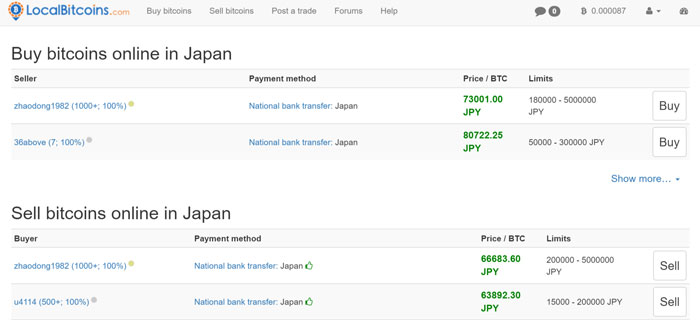 LocalBitcoins.com Buy bitcoins Sell bitcoins Post a trade Forums Help 0 0.000087
Buy bitcoins online in Japan
Seller Payment method Price / BTC Limits
zhaodong1982 (1000+; 100%) National bank transfer: Japan 73001.00 JPY 180000 - 5000000 JPY Buy
36above (7; 100%) National bank transfer: Japan 80722.25 JPY 50000 - 300000 JPY Buy
Show more…
Sell bitcoins online in Japan
Buyer Payment method Price / BTC Limits
zhaodong1982 (1000+; 100%) National bank transfer: Japan 66683.60 JPY 200000 - 5000000 JPY Sell
u4114 (500+; 100%) National bank transfer: Japan 63892.30 JPY 15000 - 200000 JPY Sell